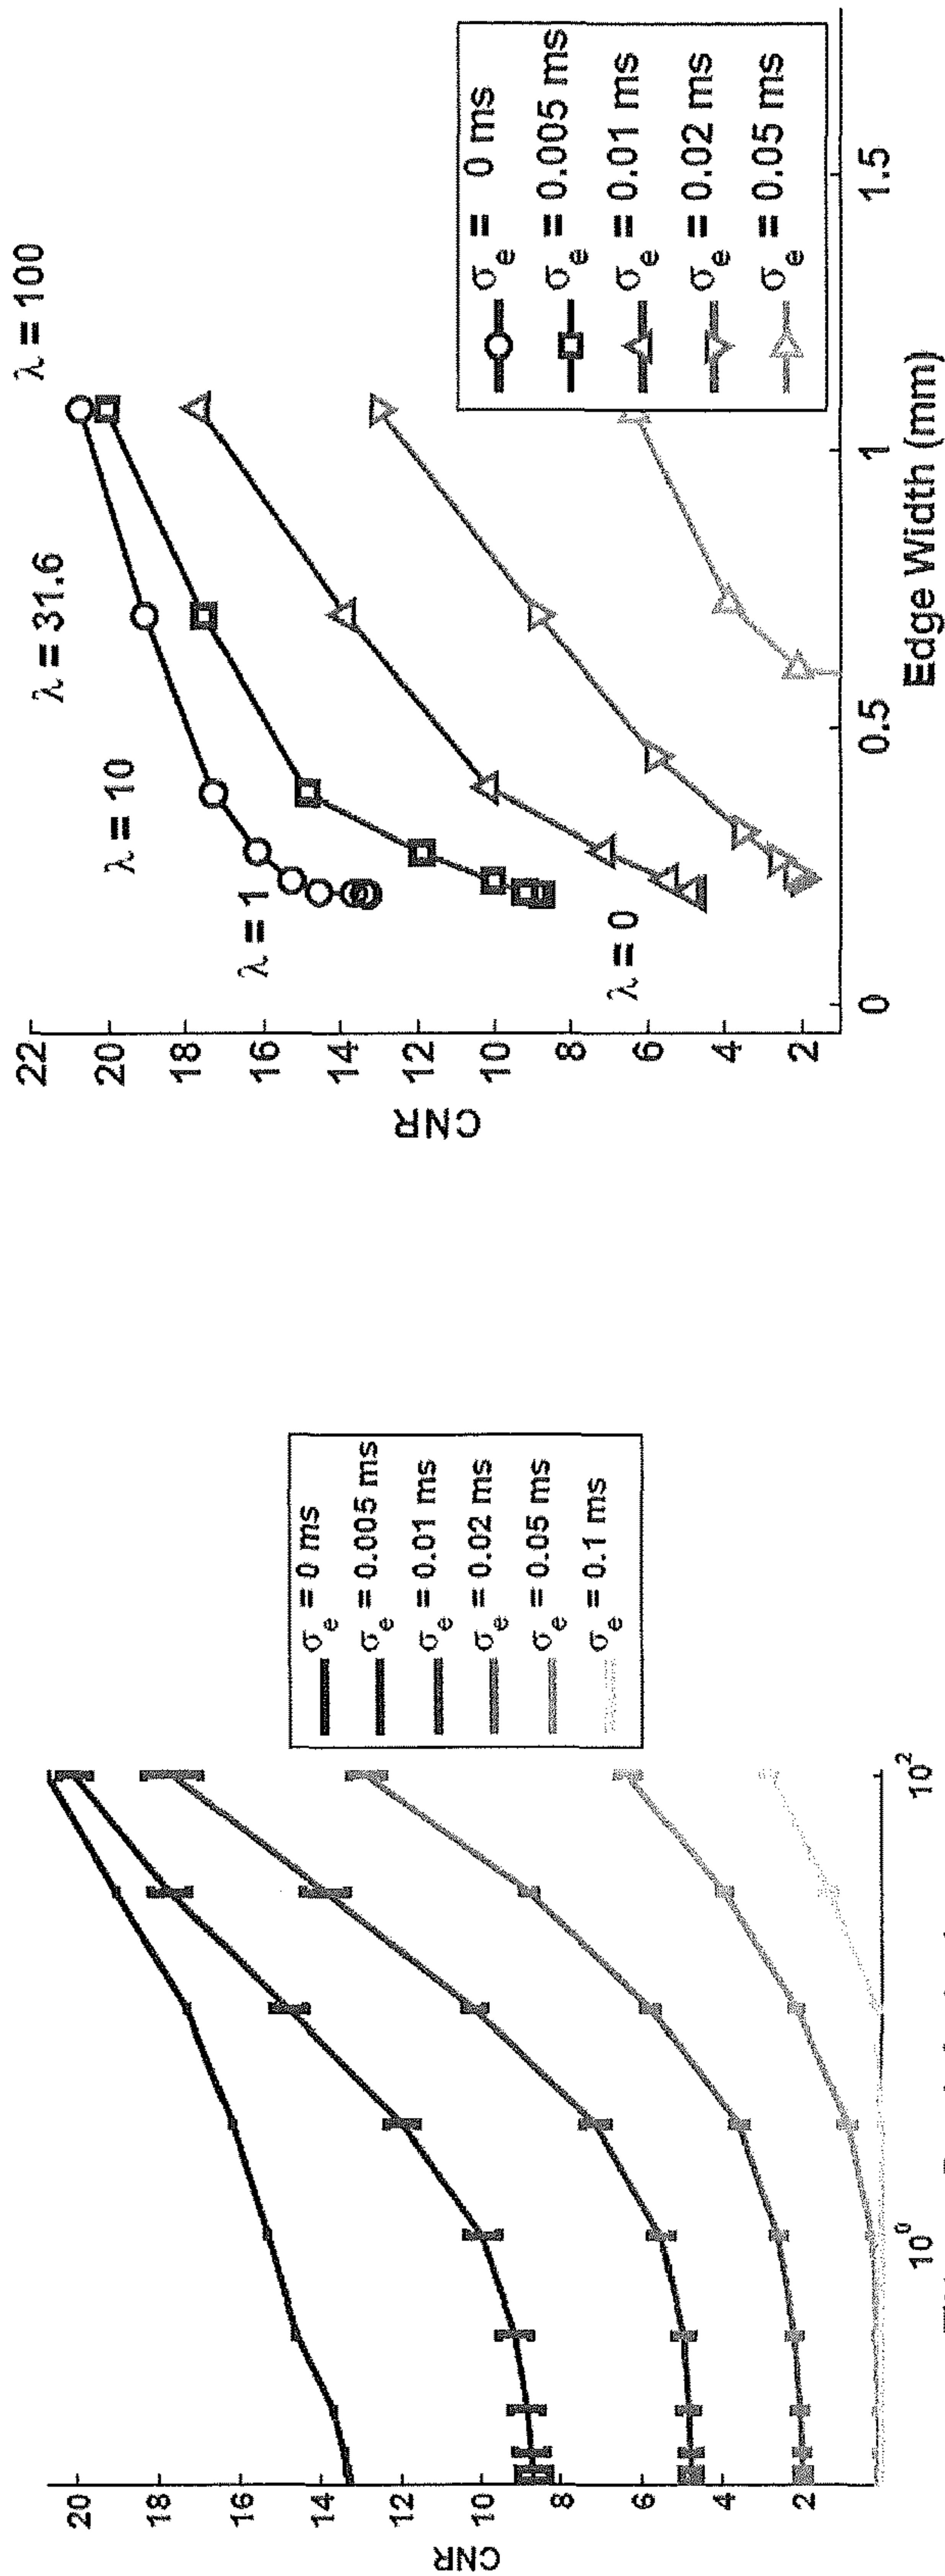 20
18
16
14
12
10
8
6
4
2
CNR
10⁰
10²
σe = 0 ms
σe = 0.005 ms
σe = 0.01 ms
σe = 0.02 ms
σe = 0.05 ms
σe = 0.1 ms
22
20
18
16
14
12
10
8
6
4
2
CNR
0
0.5
1
1.5
Edge Width (mm)
λ = 0
λ = 1
λ = 10
λ = 31.6
λ = 100
σe = 0 ms
σe = 0.005 ms
σe = 0.01 ms
σe = 0.02 ms
σe = 0.05 ms